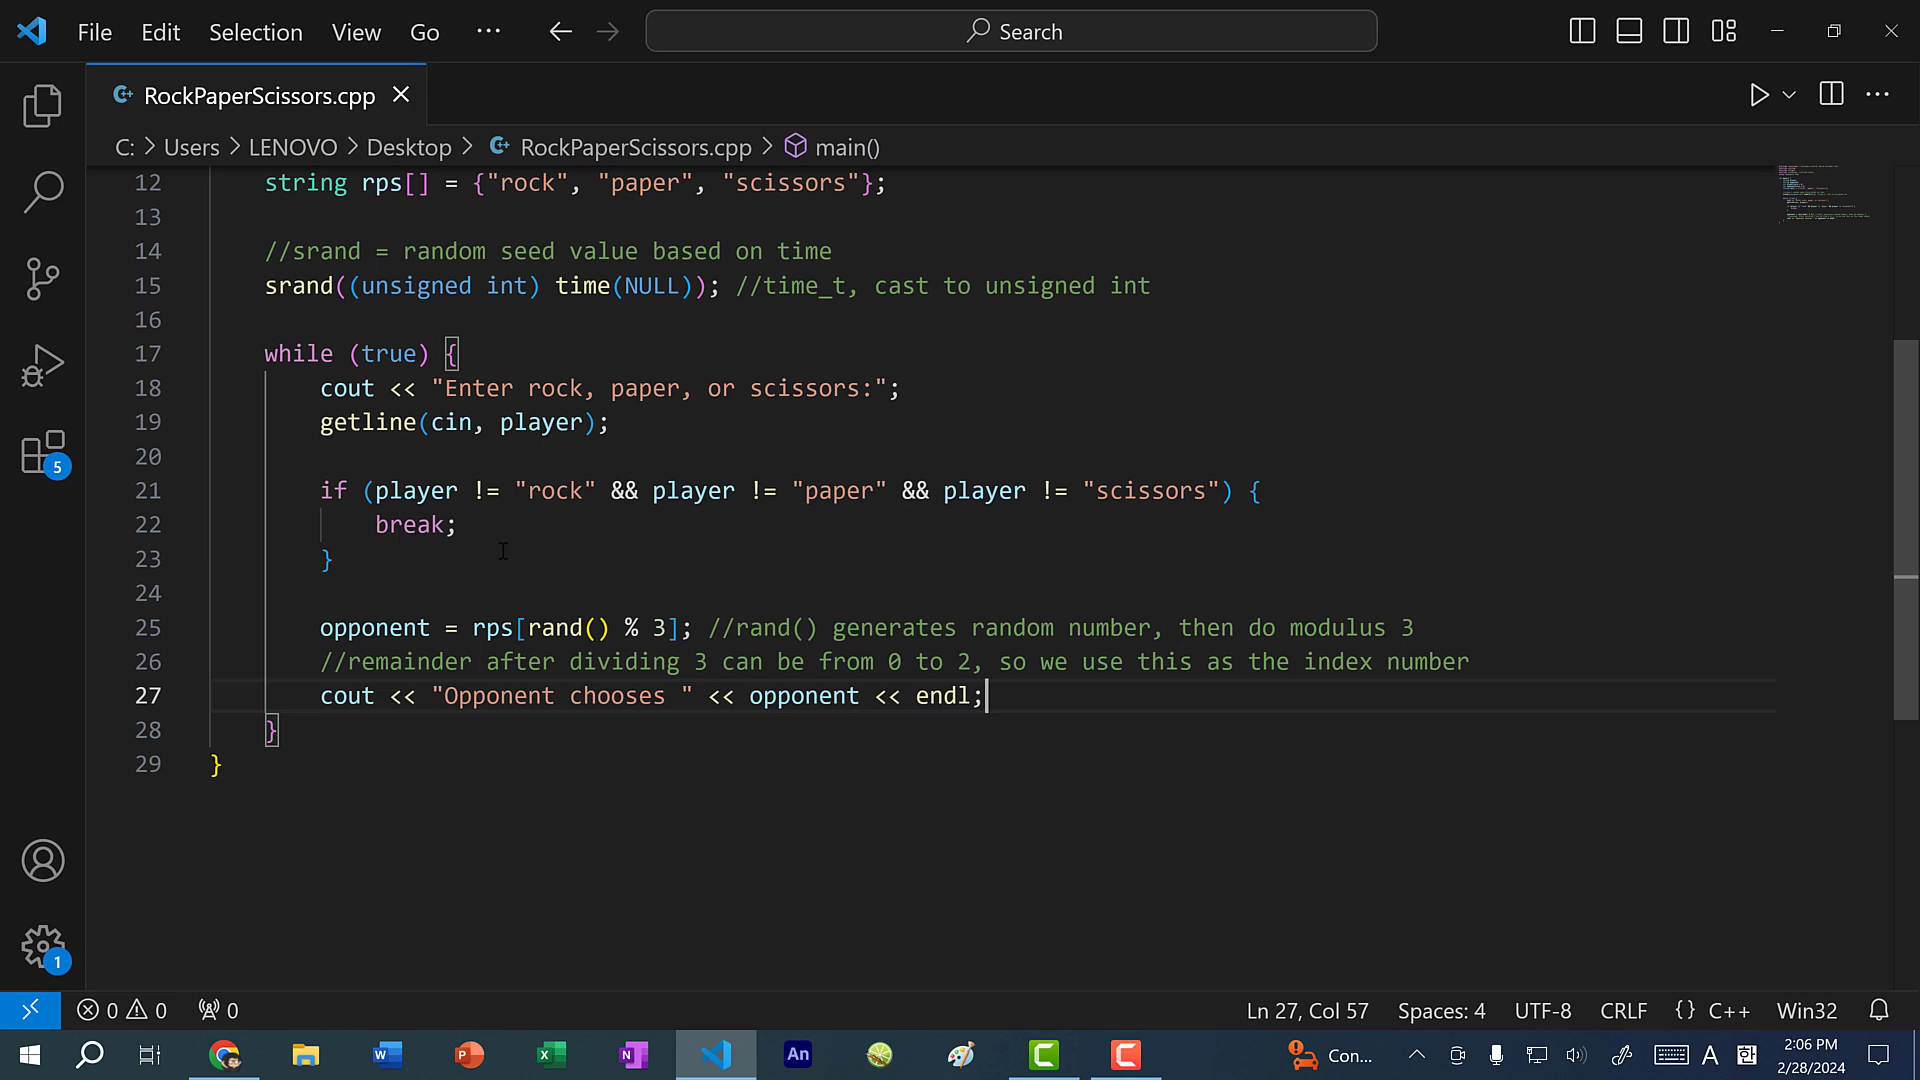 File Edit Selection View Go ··· Search
RockPaperScissors.cpp
C: > Users > LENOVO > Desktop > RockPaperScissors.cpp > main()
12 string rps[] = {"rock", "paper", "scissors"};
13
14 //srand = random seed value based on time
15 srand((unsigned int) time(NULL)); //time_t, cast to unsigned int
16
17 while (true) {
18 cout << "Enter rock, paper, or scissors:";
19 getline(cin, player);
20
21 if (player != "rock" && player != "paper" && player != "scissors") {
22 break;
23 }
24
25 opponent = rps[rand() % 3]; //rand() generates random number, then do modulus 3
26 //remainder after dividing 3 can be from 0 to 2, so we use this as the index number
27 cout << "Opponent chooses " << opponent << endl;
28 }
29 }
5
1
0 0 0 Ln 27, Col 57 Spaces: 4 UTF-8 CRLF {} C++ Win32
W P X N An Con... A 한 2:06 PM
2/28/2024